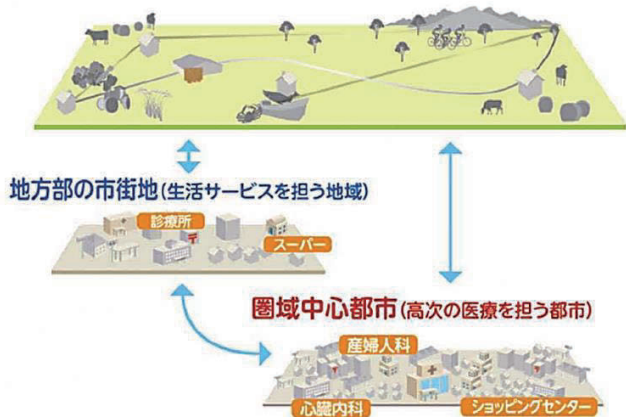 地方部の市街地(生活サービスを担う地域)
診療所
スーパー
圏域中心都市(高次の医療を担う都市)
産婦人科
心臓内科
ショッピングセンター